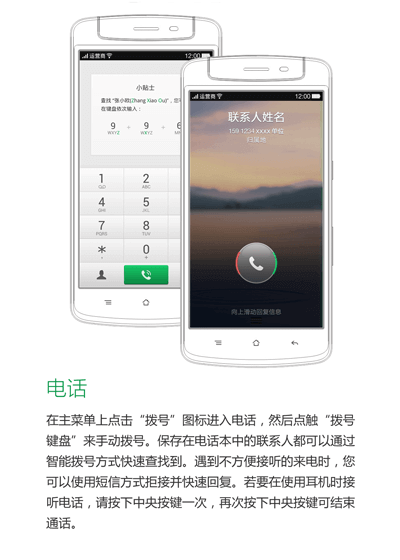 运营商 12:00
小贴士
查找“张小欧(Zhang Xiao Ou)”，您可
在键盘依次输入：
9 + 9 + 6
WXYZ WXYZ MNO
1
2 ABC
4 GHI
5 JKL
7 PQRS
8 TUV
*
0
+
运营商 12:00
联系人姓名
159 1234 xxxx 单位
归属地
向上滑动回复信息
电话
在主菜单上点击“拨号”图标进入电话，然后点触“拨号
键盘”来手动拨号。保存在电话本中的联系人都可以通过
智能拨号方式快速查找到。遇到不方便接听的来电时，您
可以使用短信方式拒接并快速回复。若要在使用耳机时接
听电话，请按下中央按键一次，再次按下中央按键可结束
通话。